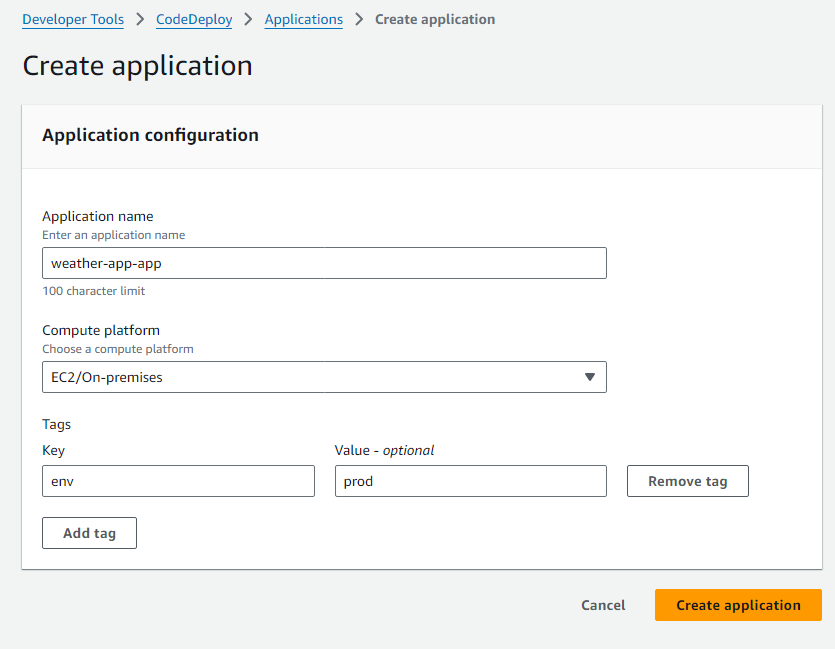 Developer Tools > CodeDeploy > Applications > Create application
Create application
Application configuration
Application name
Enter an application name
weather-app-app
100 character limit
Compute platform
Choose a compute platform
EC2/On-premises
Tags
Key Value - optional
env prod Remove tag
Add tag
Cancel Create application